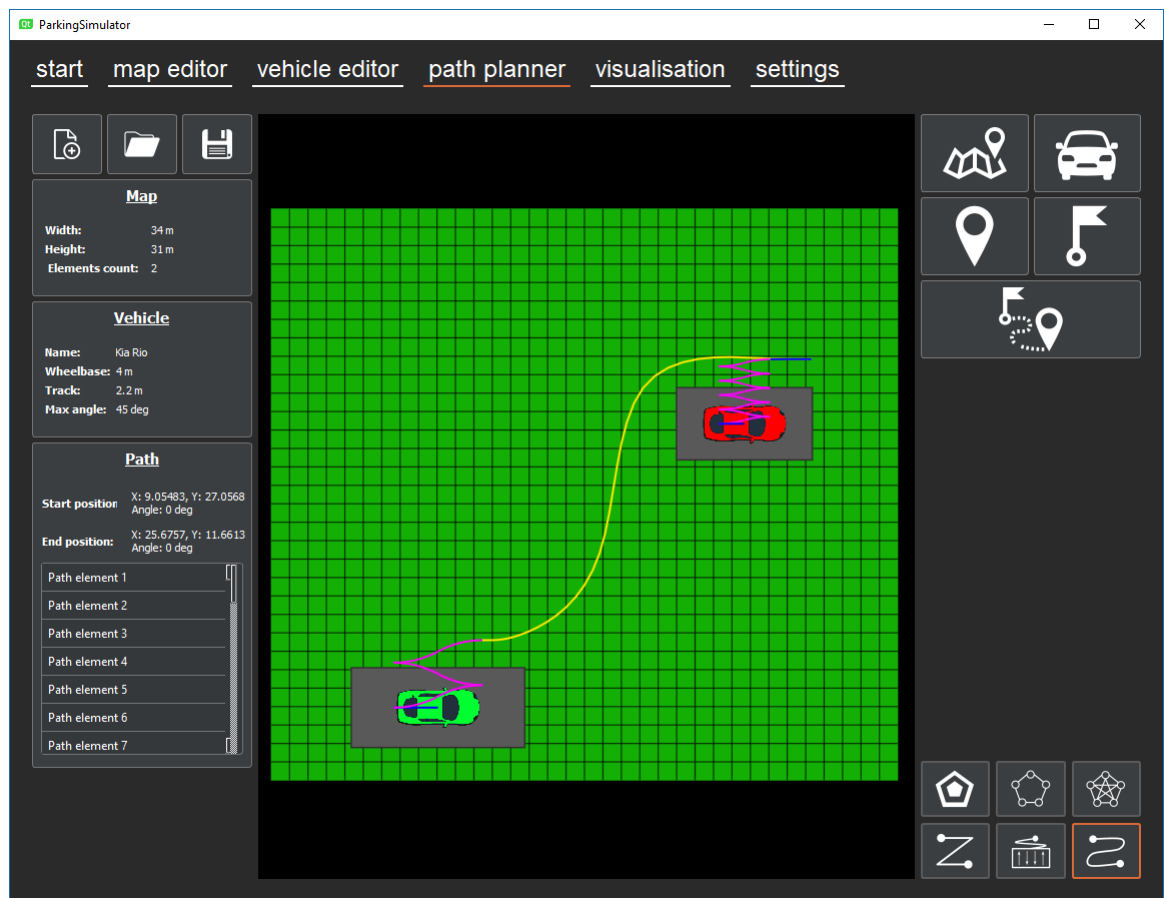 Qt ParkingSimulator
start map editor vehicle editor path planner visualisation settings
Map
Width: 34 m
Height: 31 m
Elements count: 2
Vehicle
Name: Kia Rio
Wheelbase: 4 m
Track: 2.2 m
Max angle: 45 deg
Path
Start position X: 9.05483, Y: 27.0568
Angle: 0 deg
End position: X: 25.6757, Y: 11.6613
Angle: 0 deg
Path element 1
Path element 2
Path element 3
Path element 4
Path element 5
Path element 6
Path element 7